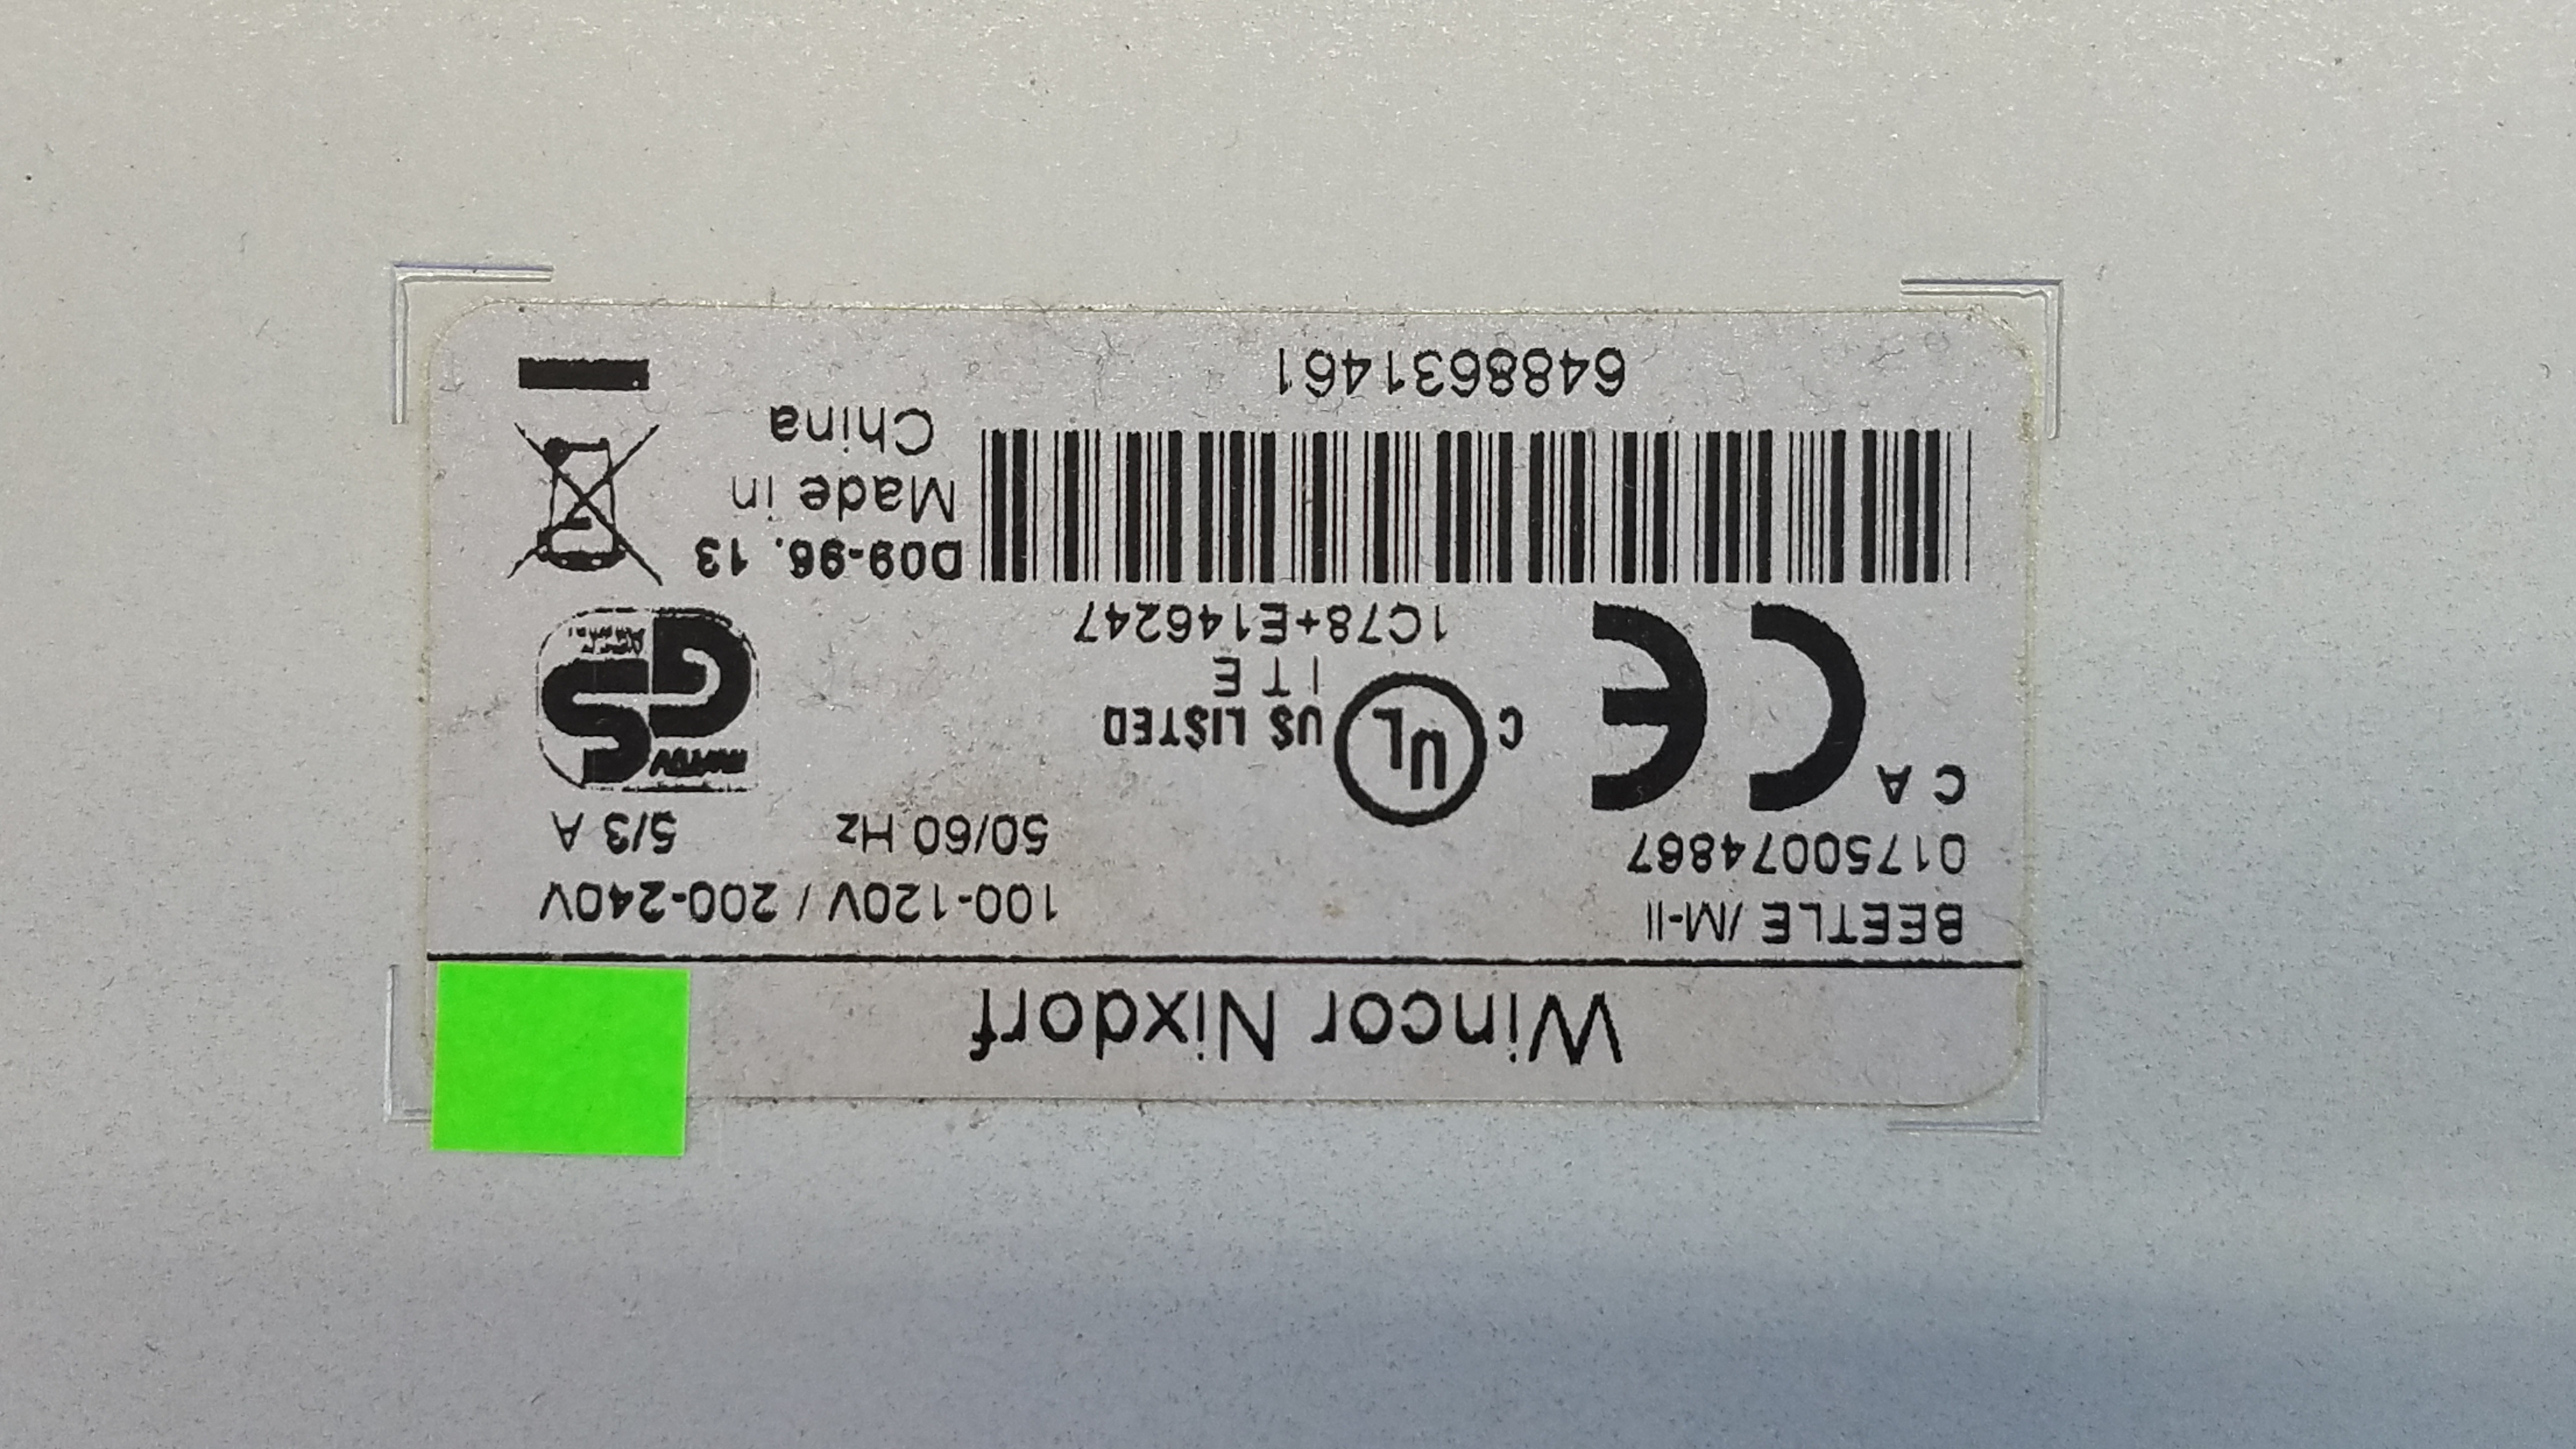 Wincor Nixdorf
BEETLE /M-II
100-120V / 200-240V
01750074867
50/60 Hz
5/3 A
C A
CE
C UL US LISTED
I T E
1C78+E146247
GS
D09-96. 13
Made in
China
6488631461